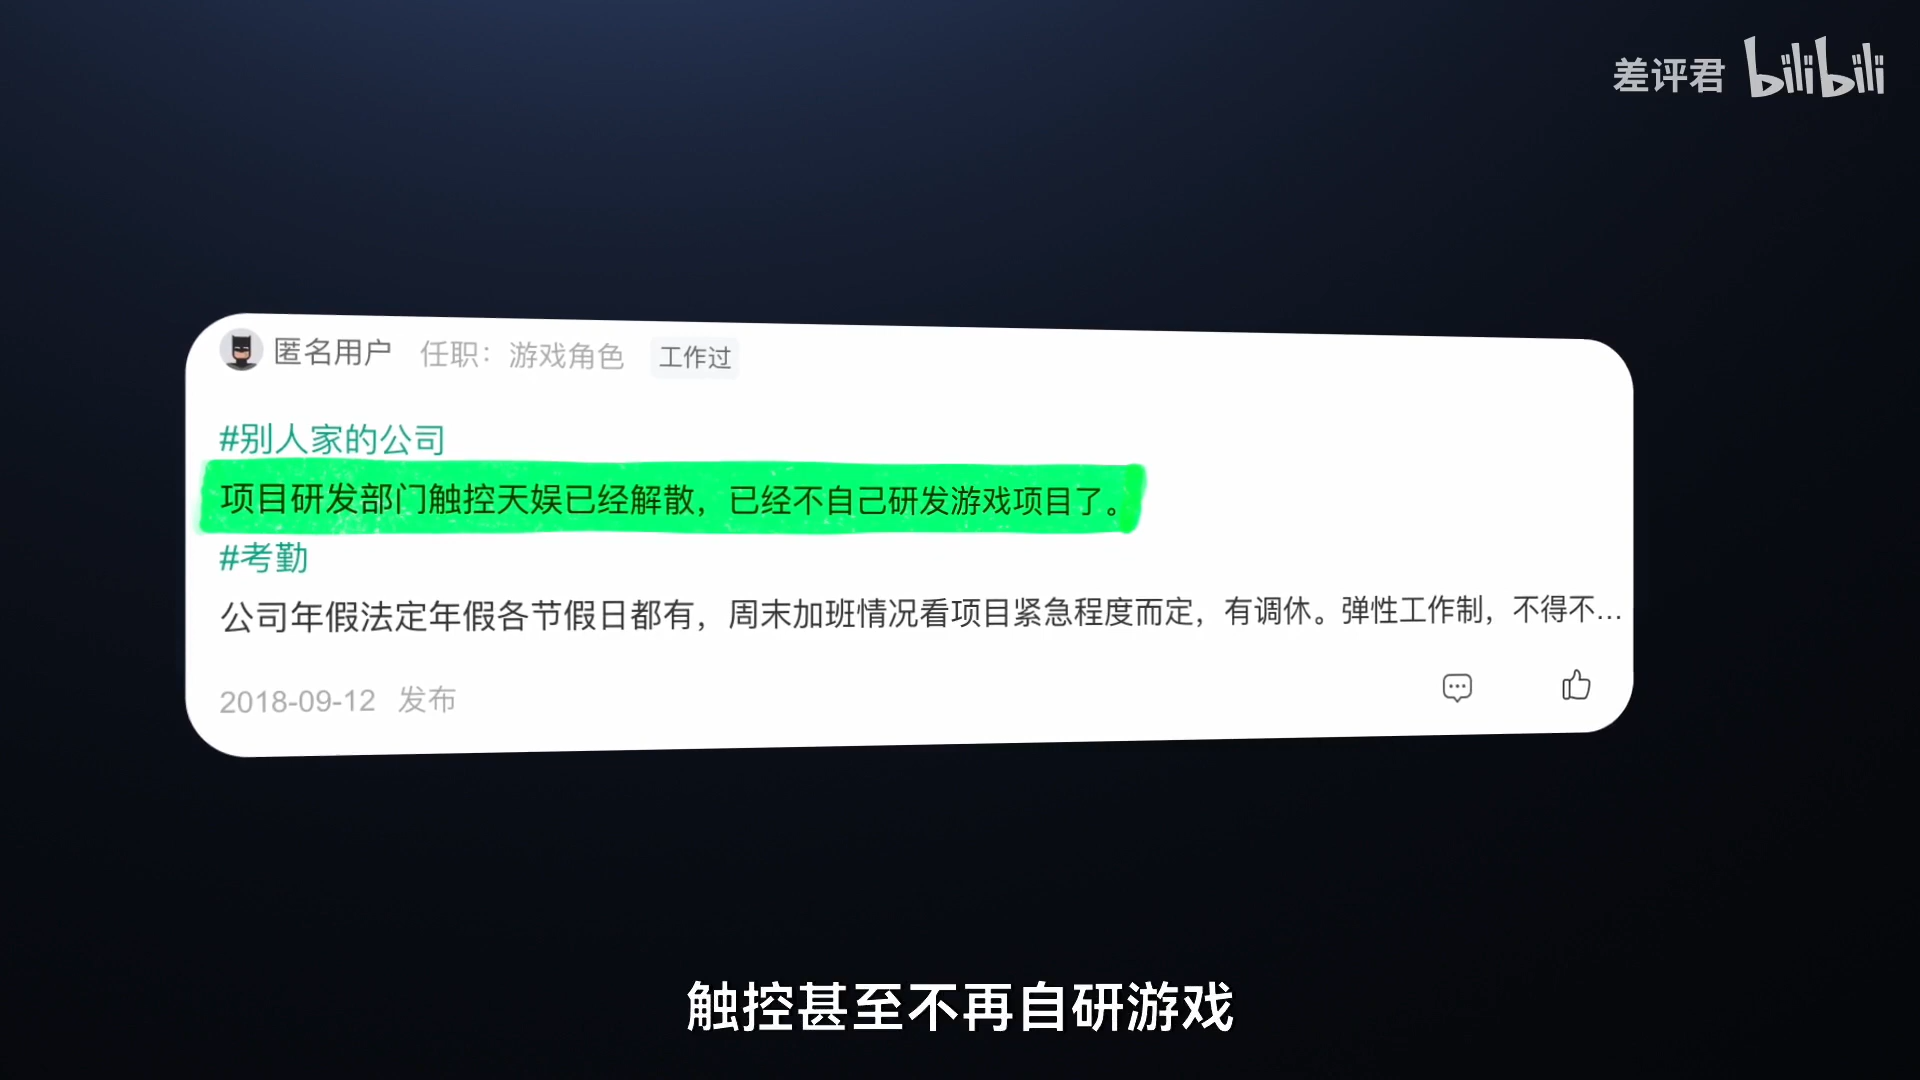 差评君 bilibili
匿名用户 任职：游戏角色 工作过
#别人家的公司
项目研发部门触控天娱已经解散，已经不自己研发游戏项目了。
#考勤
公司年假法定年假各节假日都有，周末加班情况看项目紧急程度而定，有调休。弹性工作制，不得不...
2018-09-12 发布
触控甚至不再自研游戏